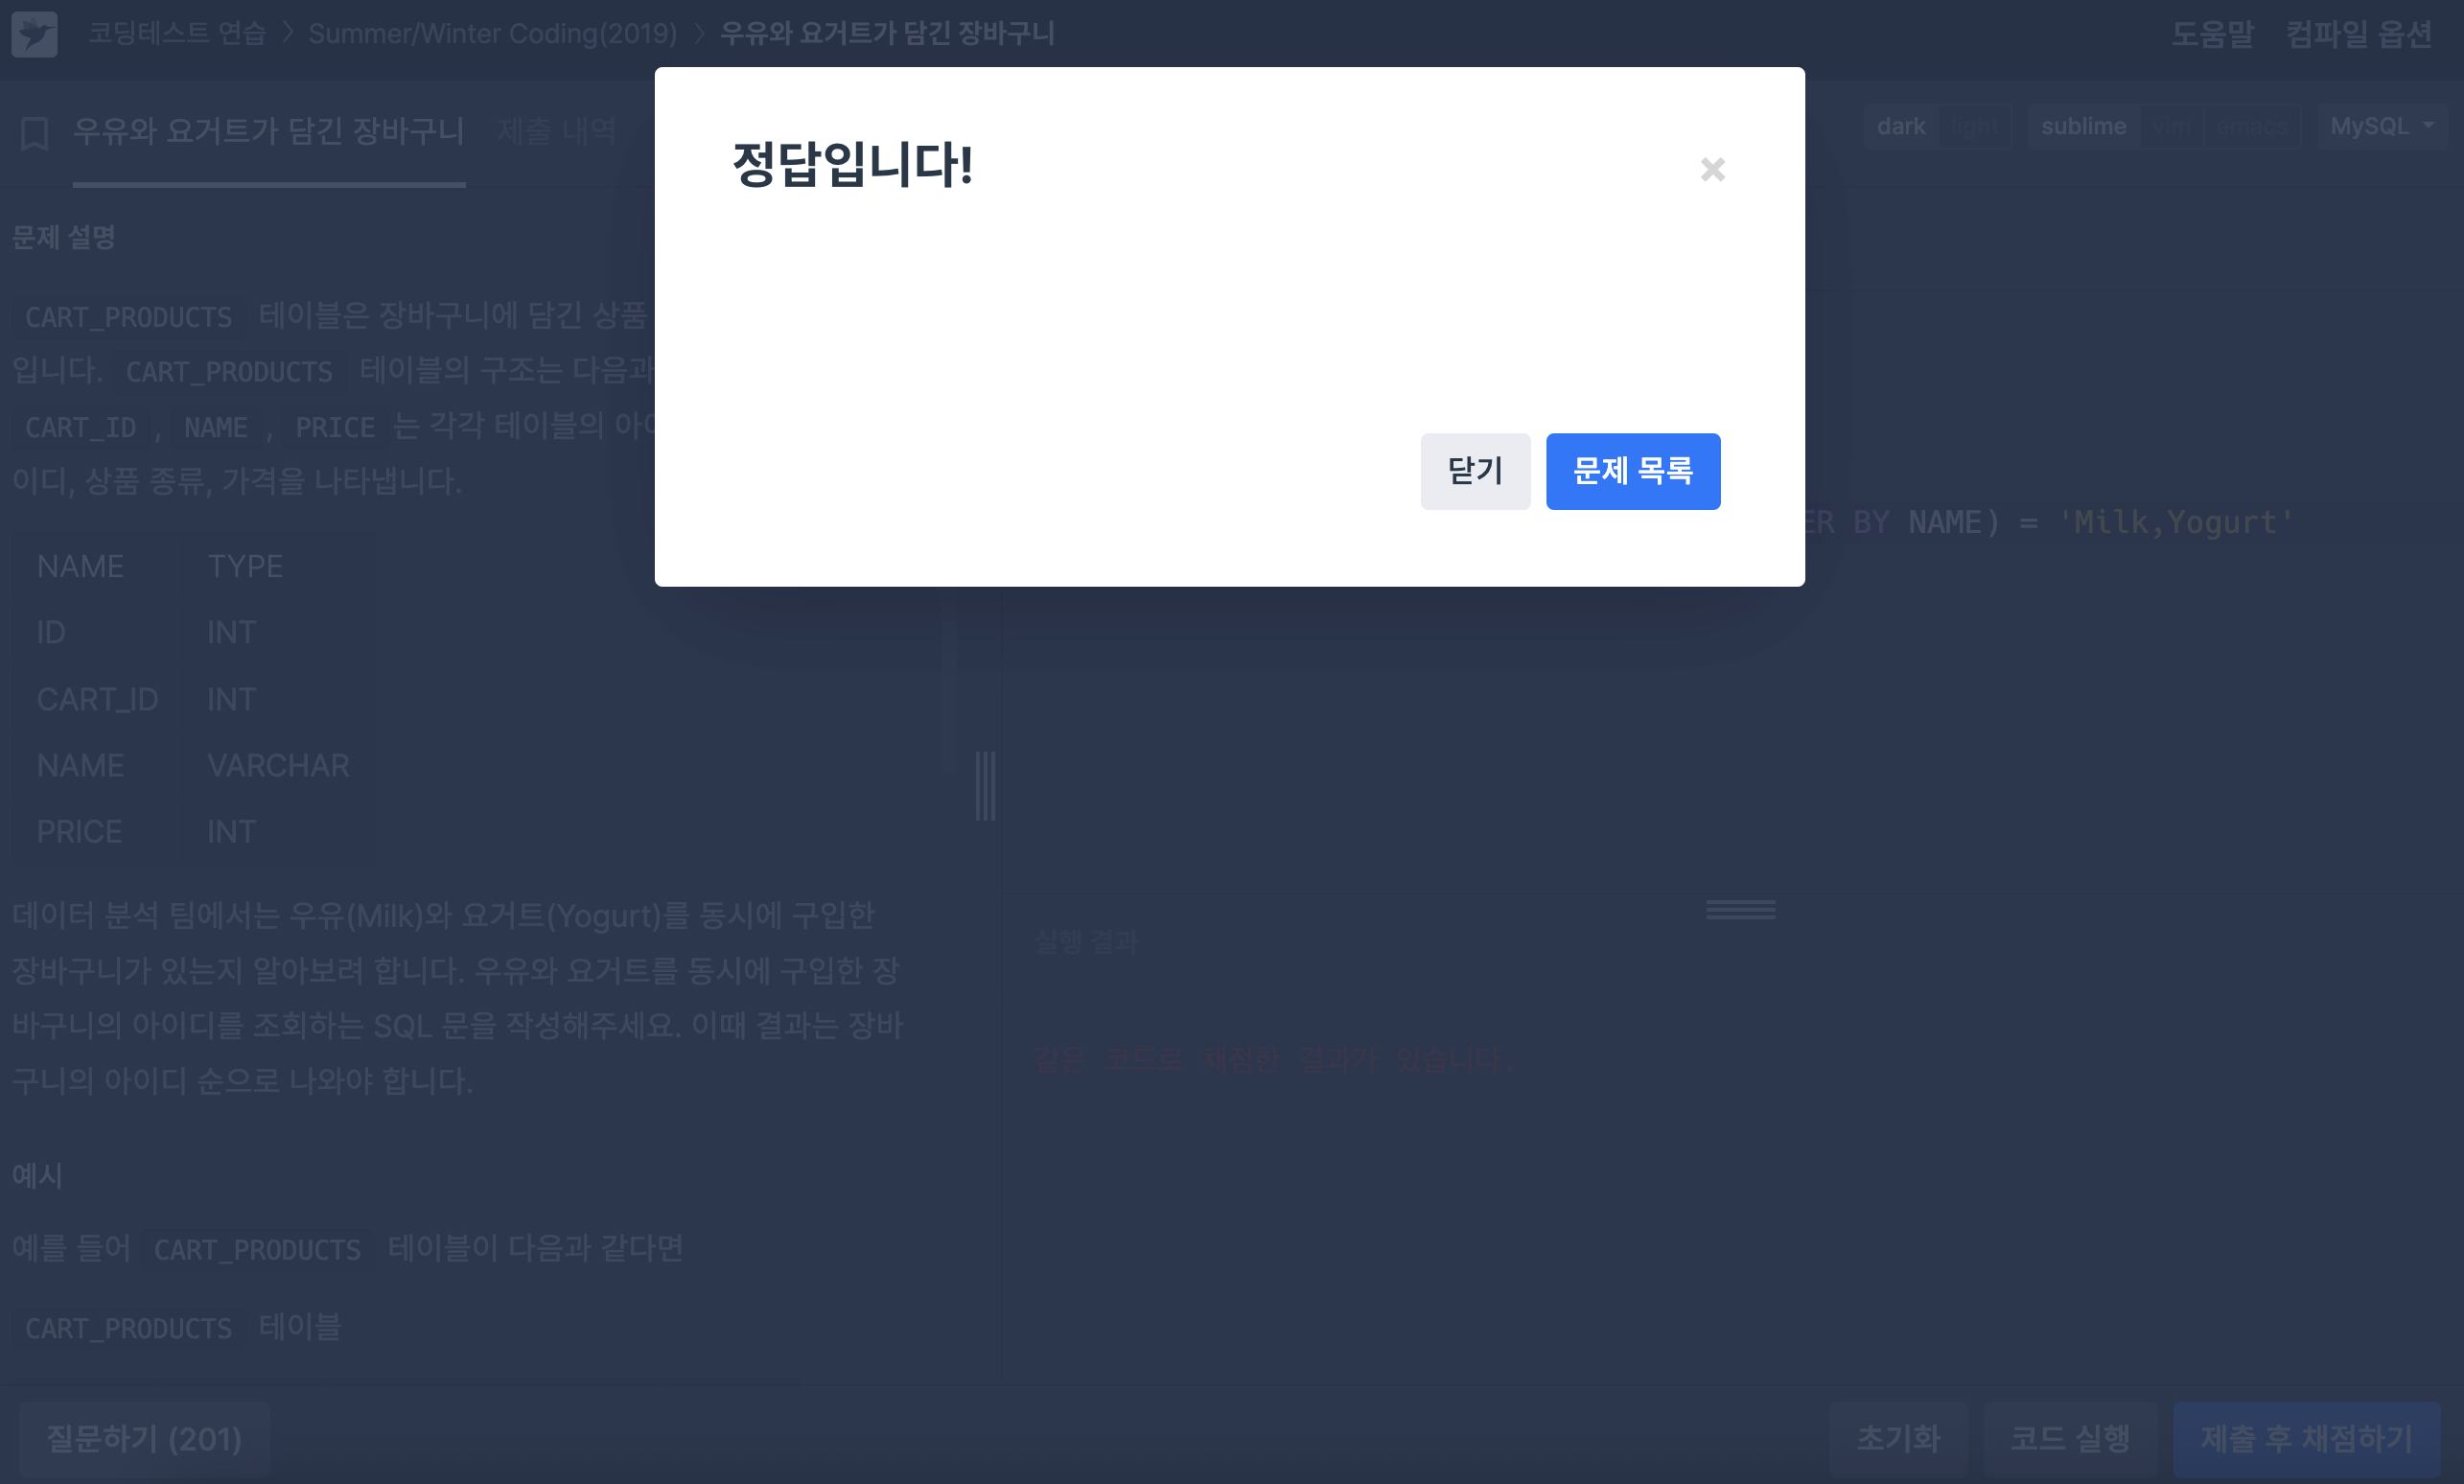 코딩테스트 연습 > Summer/Winter Coding(2019) > 우유와 요거트가 담긴 장바구니
도움말 컴파일 옵션
우유와 요거트가 담긴 장바구니 제출 내역
dark light sublime vim emacs MySQL
정답입니다!
×
닫기 문제 목록
문제 설명
CART_PRODUCTS 테이블은 장바구니에 담긴 상품
입니다. CART_PRODUCTS 테이블의 구조는 다음과
CART_ID , NAME , PRICE 는 각각 테이블의
이디, 상품 종류, 가격을 나타냅니다.
NAME TYPE
ID INT
CART_ID INT
NAME VARCHAR
PRICE INT
데이터 분석 팀에서는 우유(Milk)와 요거트(Yogurt)를 동시에 구입한
장바구니가 있는지 알아보려 합니다. 우유와 요거트를 동시에 구입한 장
바구니의 아이디를 조회하는 SQL 문을 작성해주세요. 이때 결과는 장바
구니의 아이디 순으로 나와야 합니다.
예시
예를 들어 CART_PRODUCTS 테이블이 다음과 같다면
CART_PRODUCTS 테이블
ER BY NAME) = 'Milk,Yogurt'
실행 결과
같은 코드로 채점한 결과가 있습니다.
질문하기 (201)
초기화 코드 실행 제출 후 채점하기